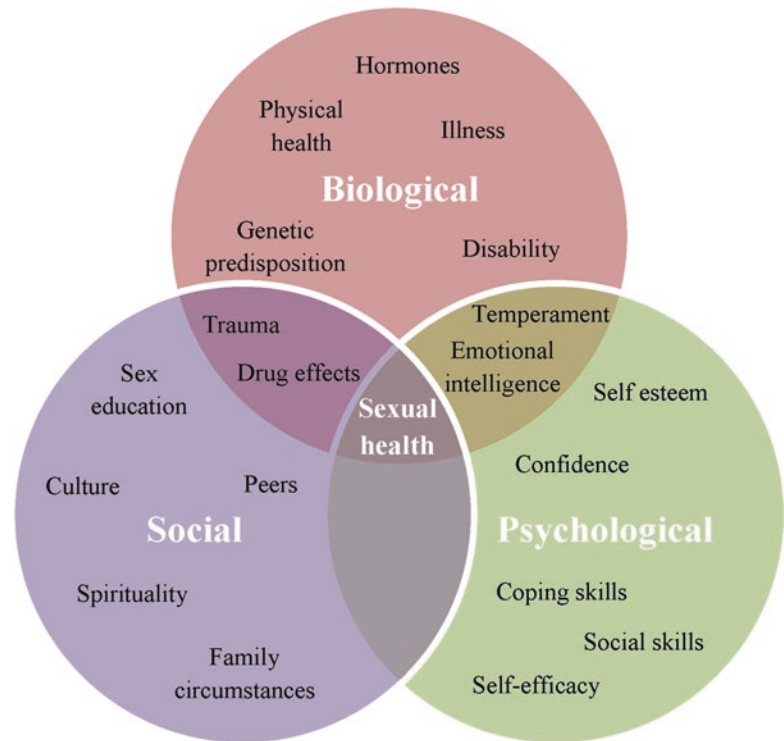 Hormones
Physical
health
Illness
Biological
Genetic
predisposition
Disability
Trauma
Temperament
Drug effects
Emotional
intelligence
Sex
education
Sexual
health
Self esteem
Confidence
Culture
Peers
Social
Psychological
Spirituality
Coping skills
Social skills
Family
circumstances
Self-efficacy